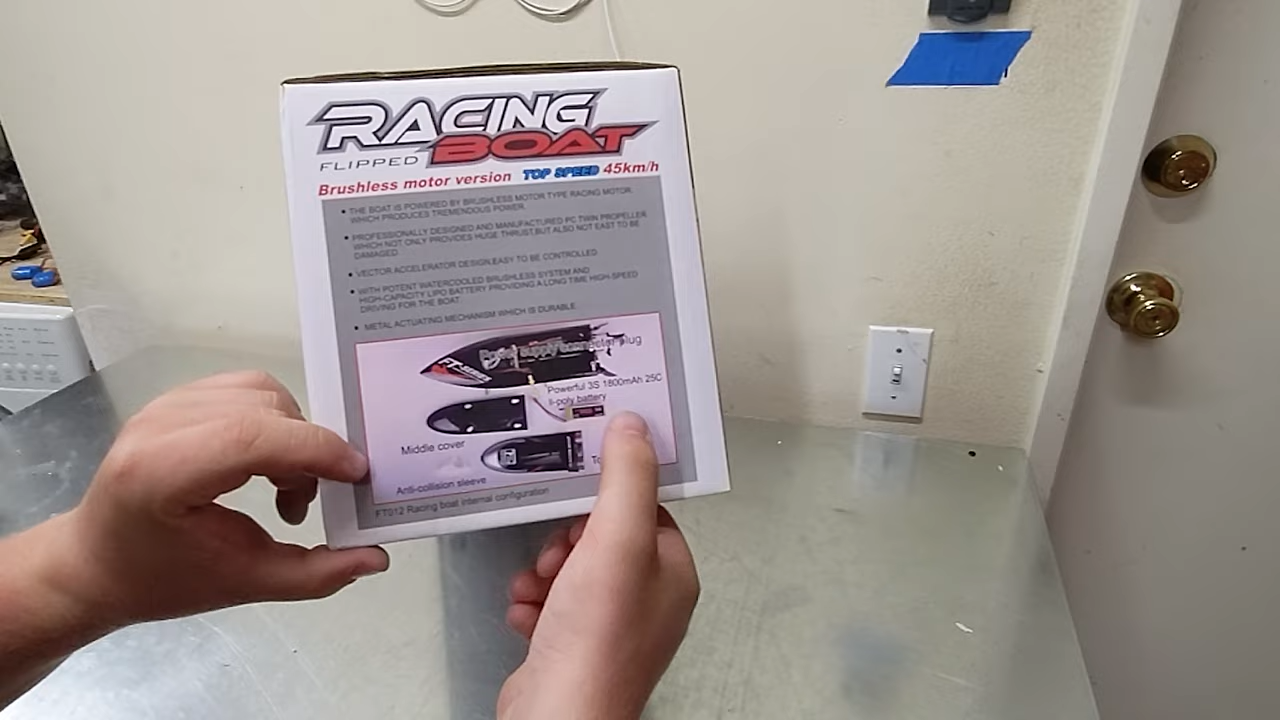 RACING
FLIPPED BOAT
Brushless motor version TOP SPEED 45km/h
• THE BOAT IS POWERED BY BRUSHLESS MOTOR TYPE RACING MOTOR,
WHICH PRODUCES TREMENDOUS POWER.
• PROFESSIONALLY DESIGNED AND MANUFACTURED PC TWIN PROPELLER
WHICH NOT ONLY PROVIDES HUGE THRUST,BUT ALSO NOT EAST TO BE
DAMAGED.
• VECTOR ACCELERATOR DESIGN,EASY TO BE CONTROLLED.
• WITH POTENT WATERCOOLED BRUSHLESS SYSTEM AND
HIGH-CAPACITY LIPO BATTERY PROVIDING A LONG TIME HIGH-SPEED
DRIVING FOR THE BOAT.
• METAL ACTUATING MECHANISM WHICH IS DURABLE.
Power supply connector plug
Powerful 3S 1800mAh 25C
li-poly battery
Middle cover
Anti-collision sleeve
FT012 Racing boat internal configuration